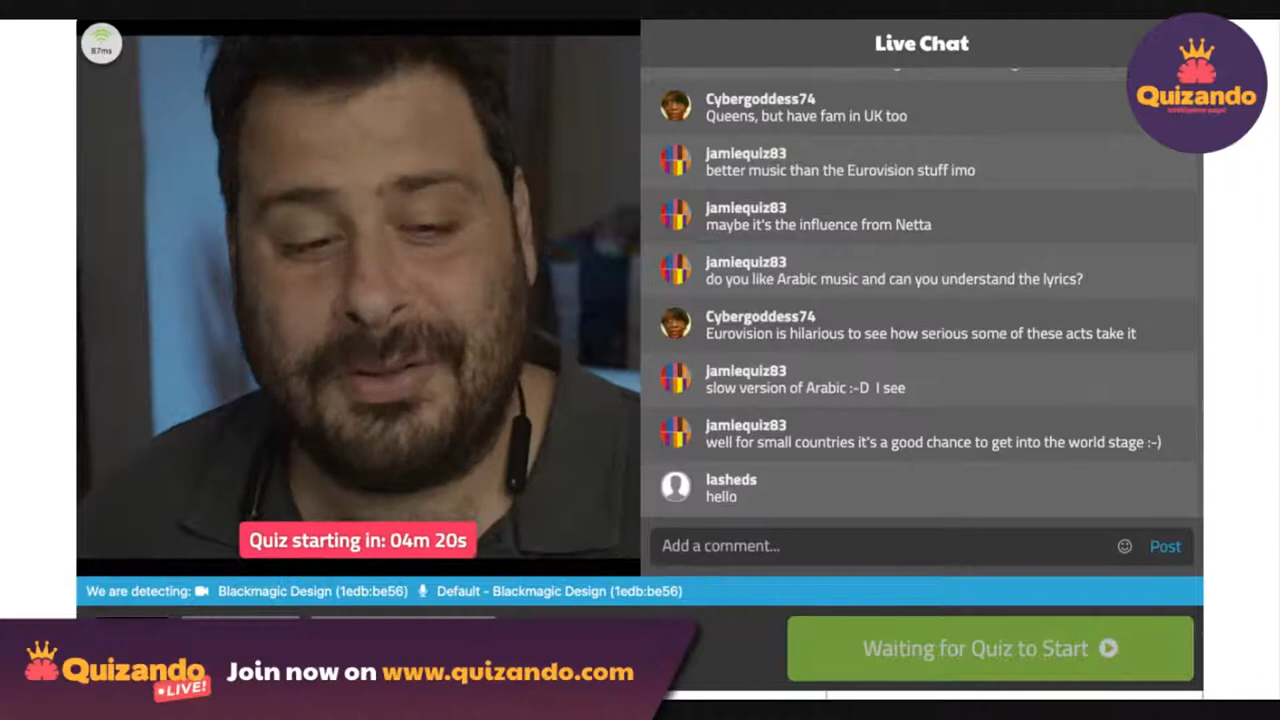 87ms
Live Chat
Quizando
Cybergoddess74
Queens, but have fam in UK too
jamiequiz83
better music than the Eurovision stuff imo
jamiequiz83
maybe it's the influence from Netta
jamiequiz83
do you like Arabic music and can you understand the lyrics?
Cybergoddess74
Eurovision is hilarious to see how serious some of these acts take it
jamiequiz83
slow version of Arabic :-D I see
jamiequiz83
well for small countries it's a good chance to get into the world stage :-)
lasheds
hello
Quiz starting in: 04m 20s
Add a comment...
Post
We are detecting: Blackmagic Design (1edb:be56) Default - Blackmagic Design (1edb:be56)
Waiting for Quiz to Start
Quizando
LIVE!
Join now on www.quizando.com